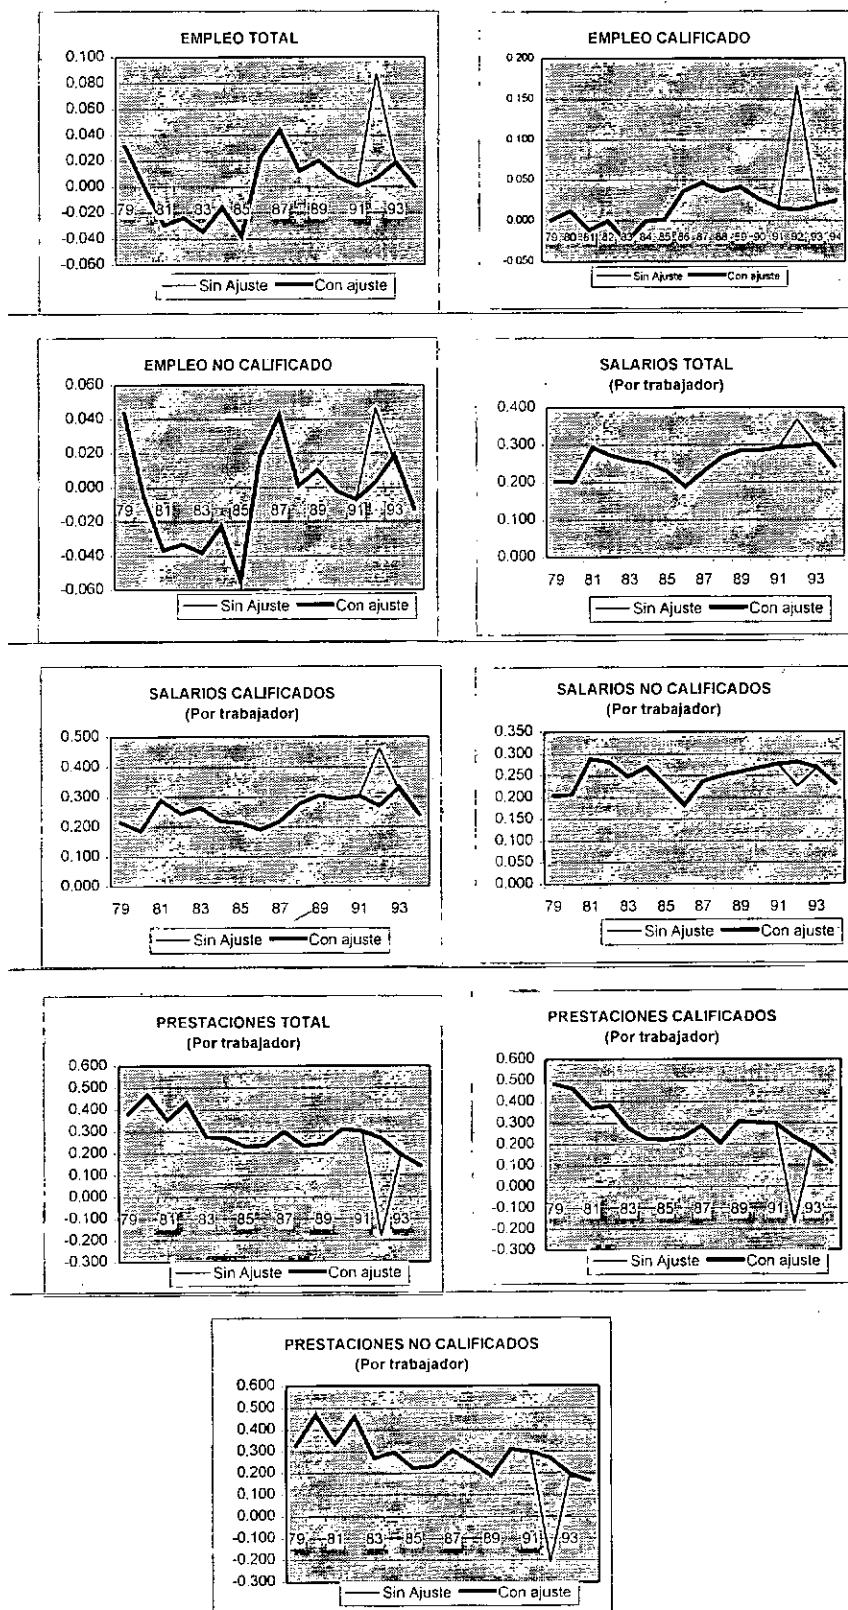 EMPLEO TOTAL
0.100
0.080
0.060
0.040
0.020
0.000
-0.020
-0.040
-0.060
79 81 83 85 87 89 91 93
Sin Ajuste Con ajuste
EMPLEO CALIFICADO
0.200
0.150
0.100
0.050
0.000
-0.050
79 80 81 82 83 84 85 86 87 88 89 90 91 92 93 94
Sin Ajuste Con ajuste
EMPLEO NO CALIFICADO
0.060
0.040
0.020
0.000
-0.020
-0.040
-0.060
79 81 83 85 87 89 91 93
Sin Ajuste Con ajuste
SALARIOS TOTAL
(Por trabajador)
0.400
0.300
0.200
0.100
0.000
79 81 83 85 87 89 91 93
Sin Ajuste Con ajuste
SALARIOS CALIFICADOS
(Por trabajador)
0.500
0.400
0.300
0.200
0.100
0.000
79 81 83 85 87 89 91 93
Sin Ajuste Con ajuste
SALARIOS NO CALIFICADOS
(Por trabajador)
0.350
0.300
0.250
0.200
0.150
0.100
0.050
0.000
79 81 83 85 87 89 91 93
Sin Ajuste Con ajuste
PRESTACIONES TOTAL
(Por trabajador)
0.600
0.500
0.400
0.300
0.200
0.100
0.000
-0.100
-0.200
-0.300
79 81 83 85 87 89 91 93
Sin Ajuste Con ajuste
PRESTACIONES CALIFICADOS
(Por trabajador)
0.600
0.500
0.400
0.300
0.200
0.100
0.000
-0.100
-0.200
-0.300
79 81 83 85 87 89 91 93
Sin Ajuste Con ajuste
PRESTACIONES NO CALIFICADOS
(Por trabajador)
0.600
0.500
0.400
0.300
0.200
0.100
0.000
-0.100
-0.200
-0.300
79 81 83 85 87 89 91 93
Sin Ajuste Con ajuste